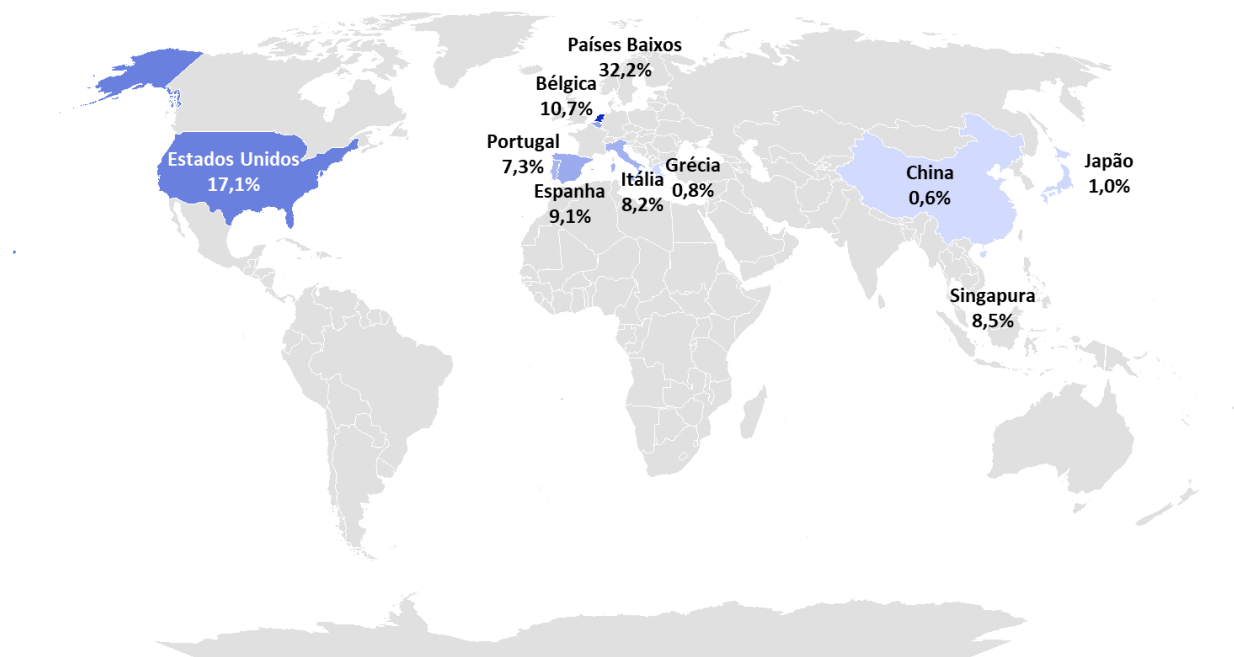 Países Baixos
32,2%
Bélgica
10,7%
Portugal
7,3%
Espanha
9,1%
Itália
8,2%
Grécia
0,8%
Estados Unidos
17,1%
China
0,6%
Japão
1,0%
Singapura
8,5%